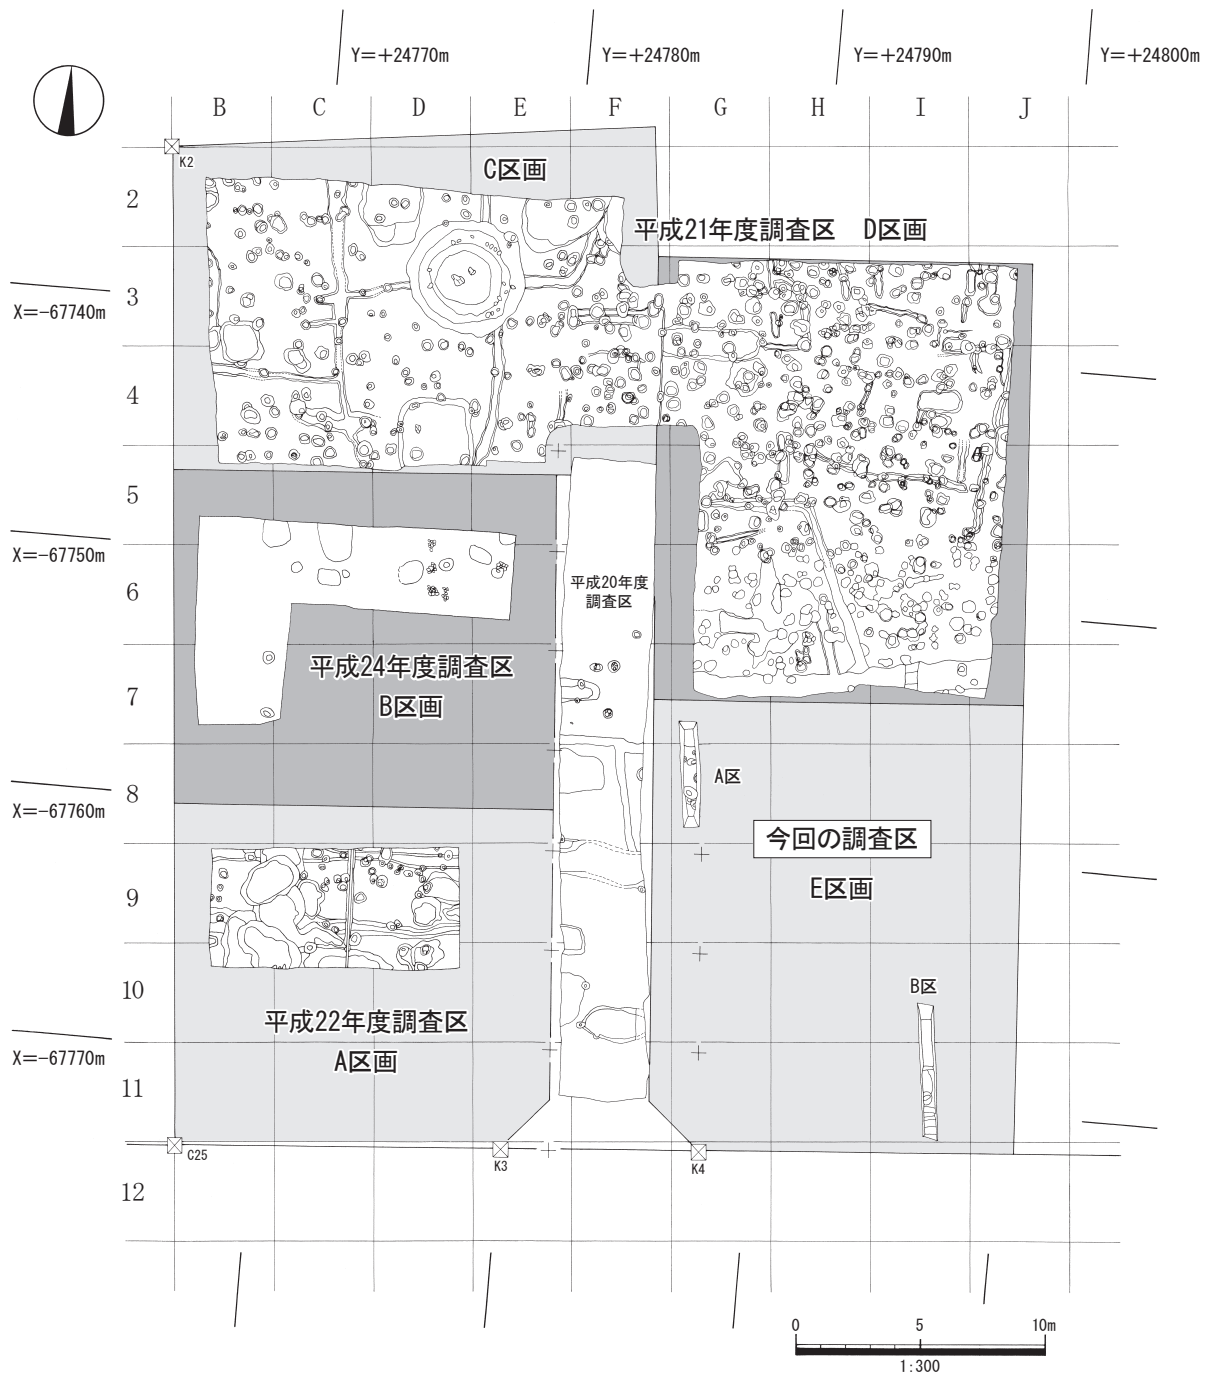 Y=+24770m
Y=+24780m
Y=+24790m
Y=+24800m
B C D E F G H I J
K2
C区画
2
平成21年度調査区 D区画
3
X=-67740m
4
5
X=-67750m
6
平成20年度
調査区
平成24年度調査区
B区画
7
A区
8
X=-67760m
今回の調査区
E区画
9
B区
10
平成22年度調査区
A区画
X=-67770m
11
C25
K3
K4
12
0 5 10m
1:300